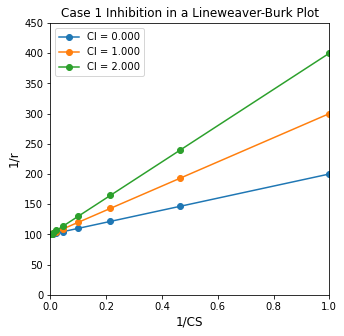 Case 1 Inhibition in a Lineweaver-Burk Plot
CI = 0.000
CI = 1.000
CI = 2.000
1/r
450
400
350
300
250
200
150
100
50
0
0.0 0.2 0.4 0.6 0.8 1.0
1/CS